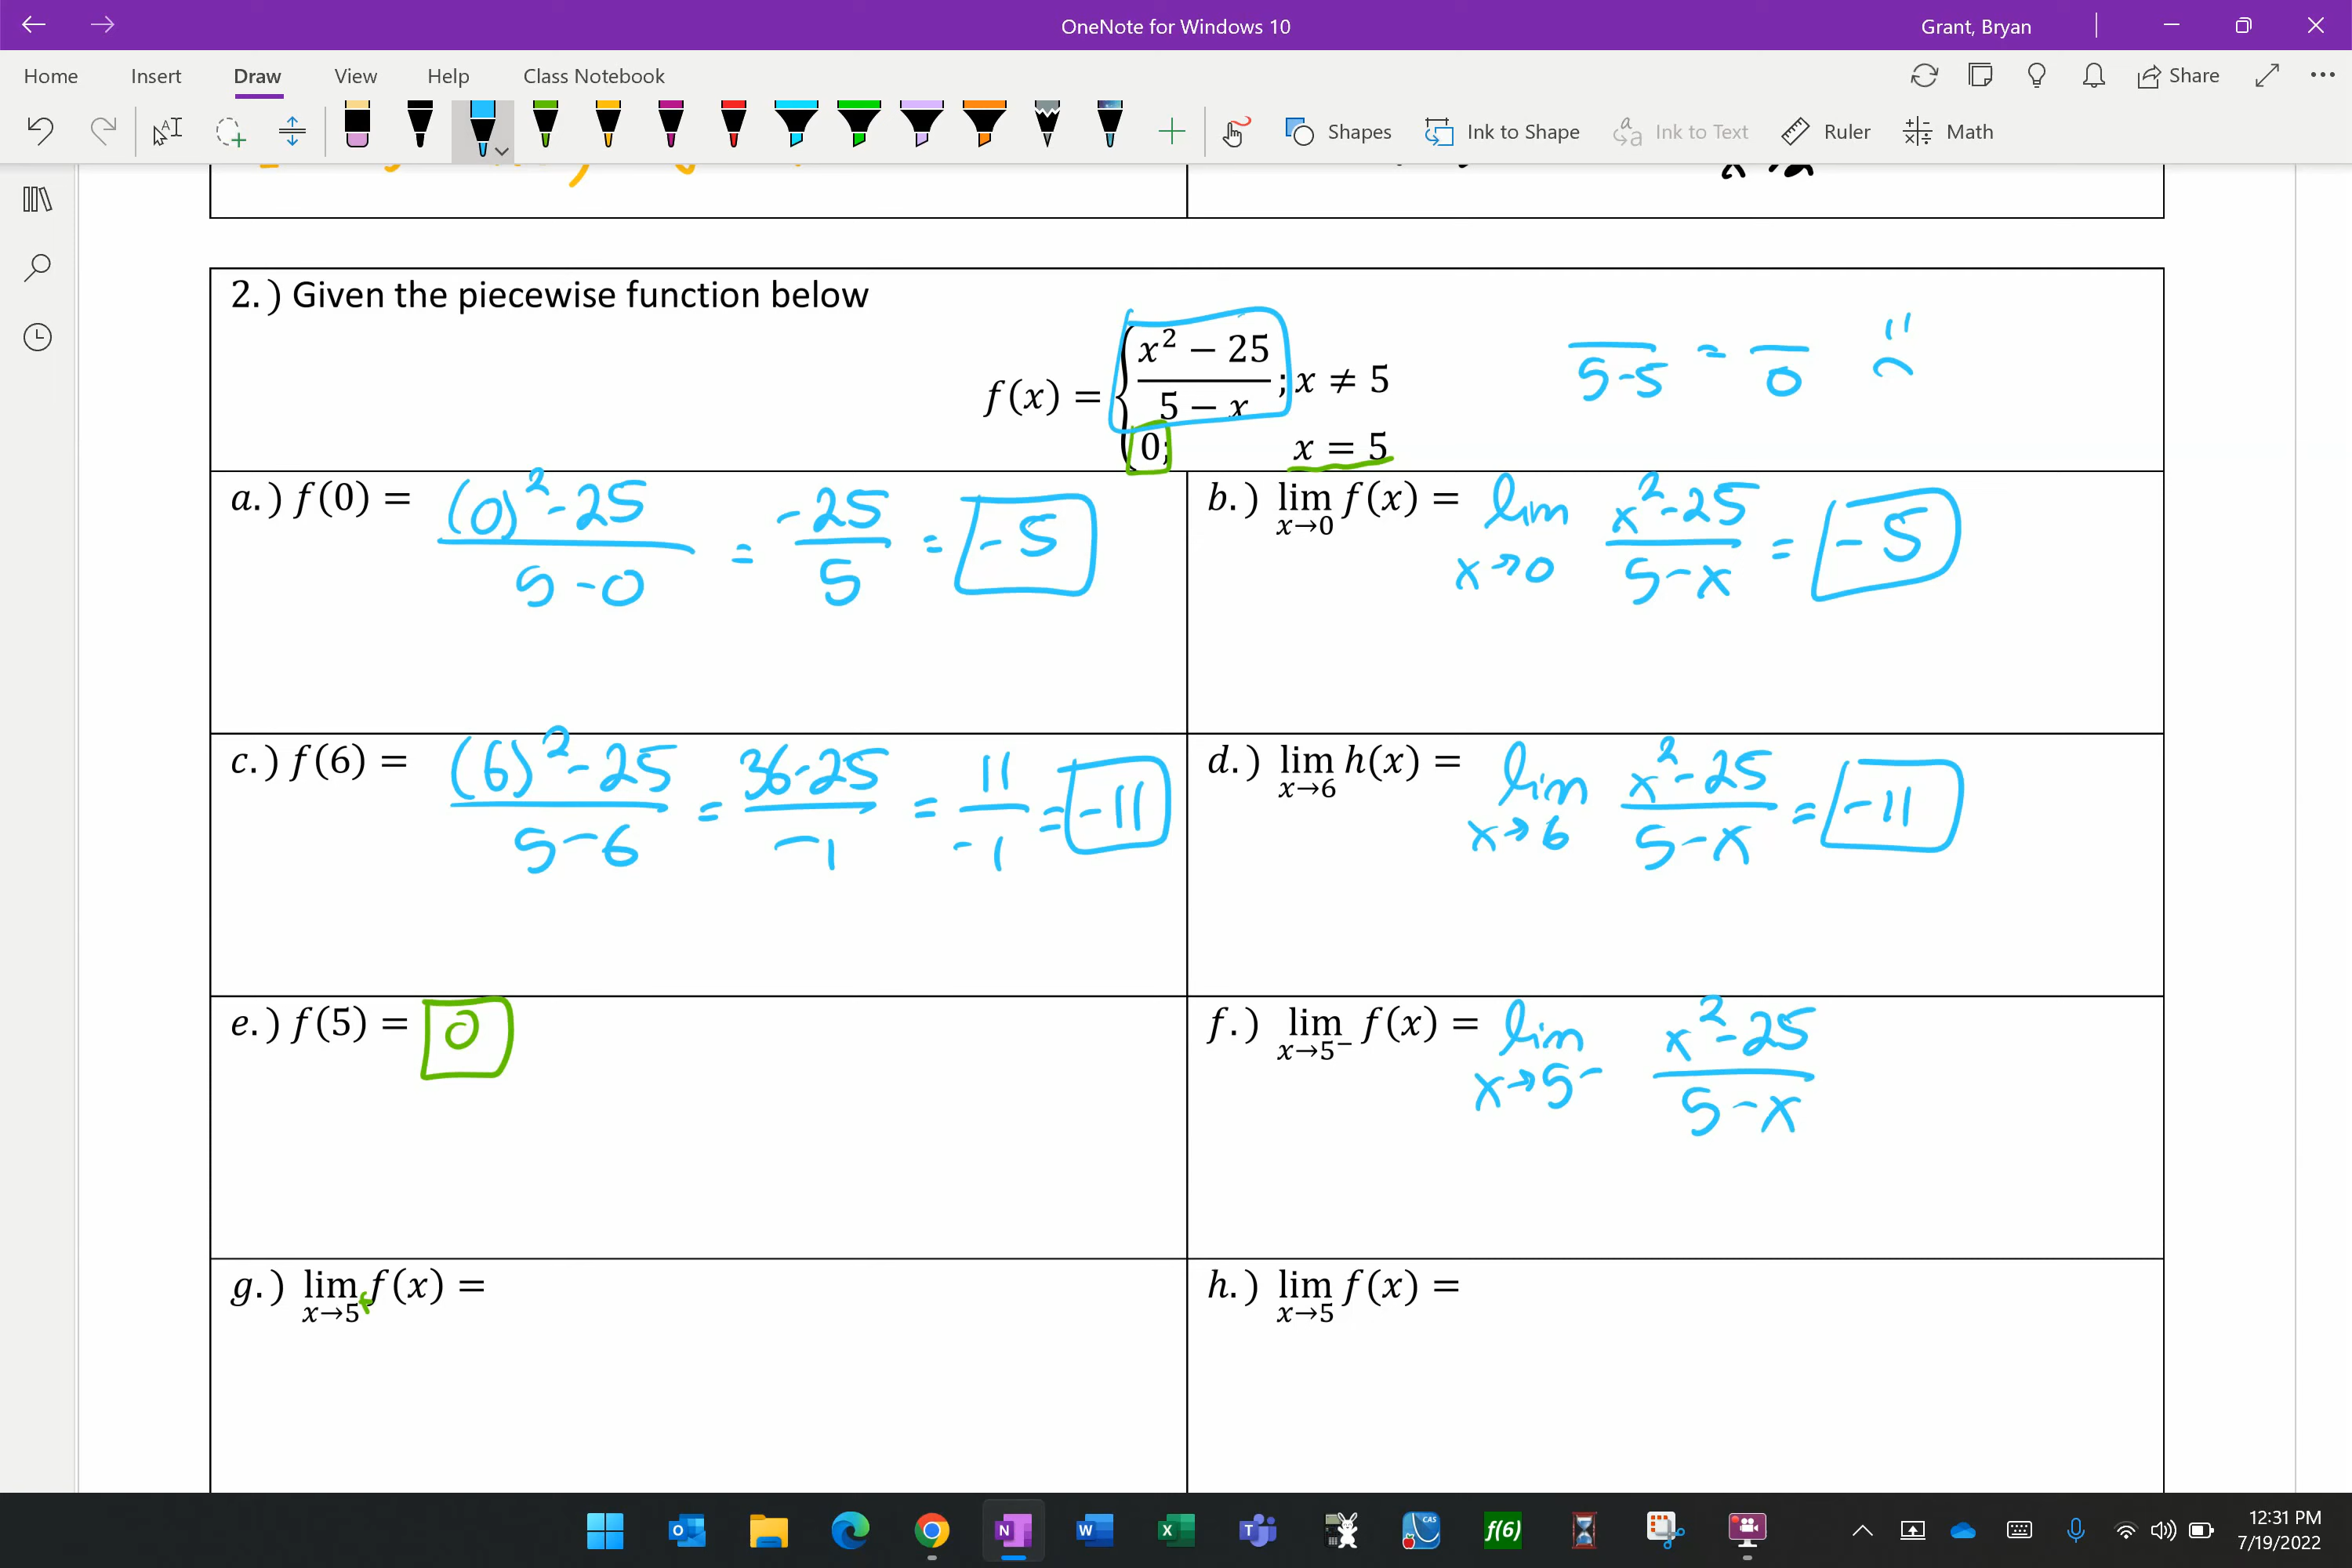 OneNote for Windows 10
Grant, Bryan
Home Insert Draw View Help Class Notebook
Share
Shapes Ink to Shape Ink to Text Ruler Math
2.) Given the piecewise function below
f(x) = { x² − 25 / 5 − x ; x ≠ 5
0; x = 5
/ 5-5 = / 0
a.) f(0) = (0)²-25 / 5-0 = -25 / 5 = -5
b.) lim x→0 f(x) = lim x→0 x²-25 / 5-x = -5
c.) f(6) = (6)²-25 / 5-6 = 36-25 / -1 = 11 / -1 = -11
d.) lim x→6 h(x) = lim x→6 x²-25 / 5-x = -11
e.) f(5) = 0
f.) lim x→5⁻ f(x) = lim x→5⁻ x²-25 / 5-x
g.) lim x→5⁺ f(x) =
h.) lim x→5 f(x) =
CAS
f(6)
12:31 PM
7/19/2022